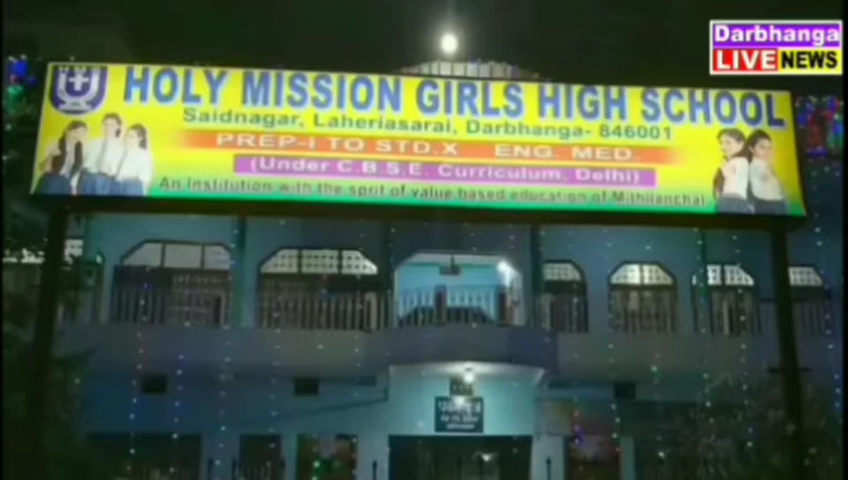 Darbhanga
LIVE NEWS
HOLY MISSION GIRLS HIGH SCHOOL
Saidnagar, Laheriasarai, Darbhanga- 846001
PREP-I TO STD.X ENG. MED.
(Under C.B.S.E. Curriculum, Delhi)
An Institution with the sprit of value based education of Mithilanchal